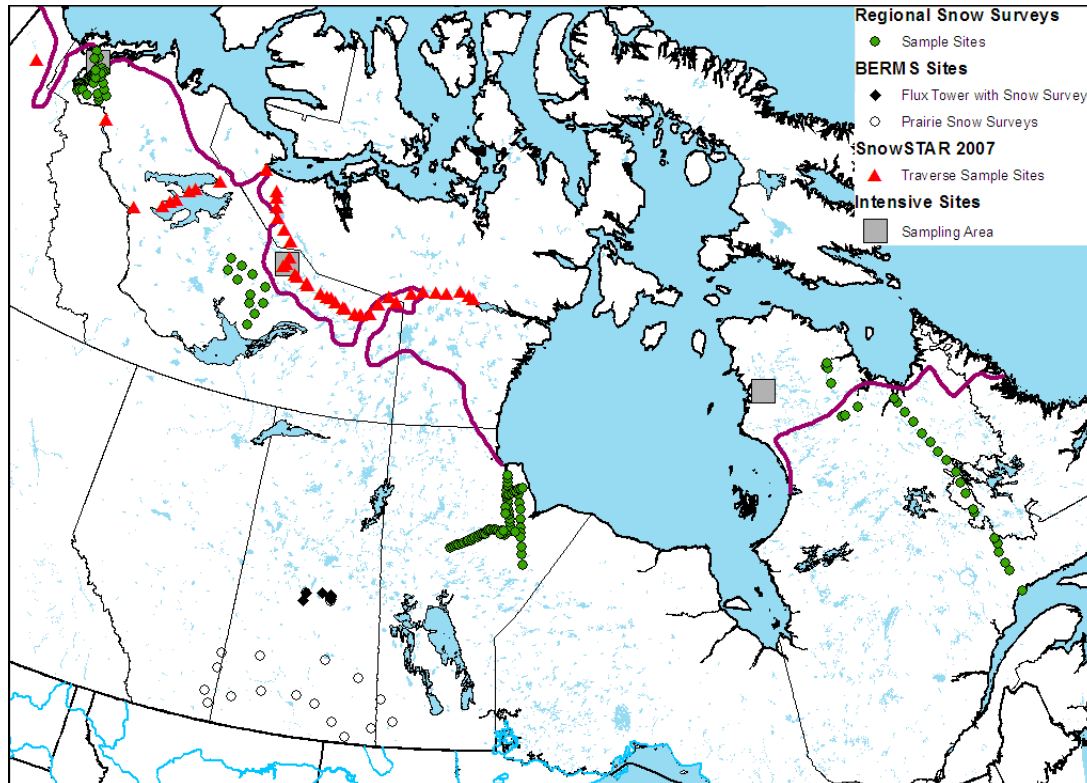 Regional Snow Surveys
Sample Sites
BERMS Sites
Flux Tower with Snow Survey
Prairie Snow Surveys
SnowSTAR 2007
Traverse Sample Sites
Intensive Sites
Sampling Area